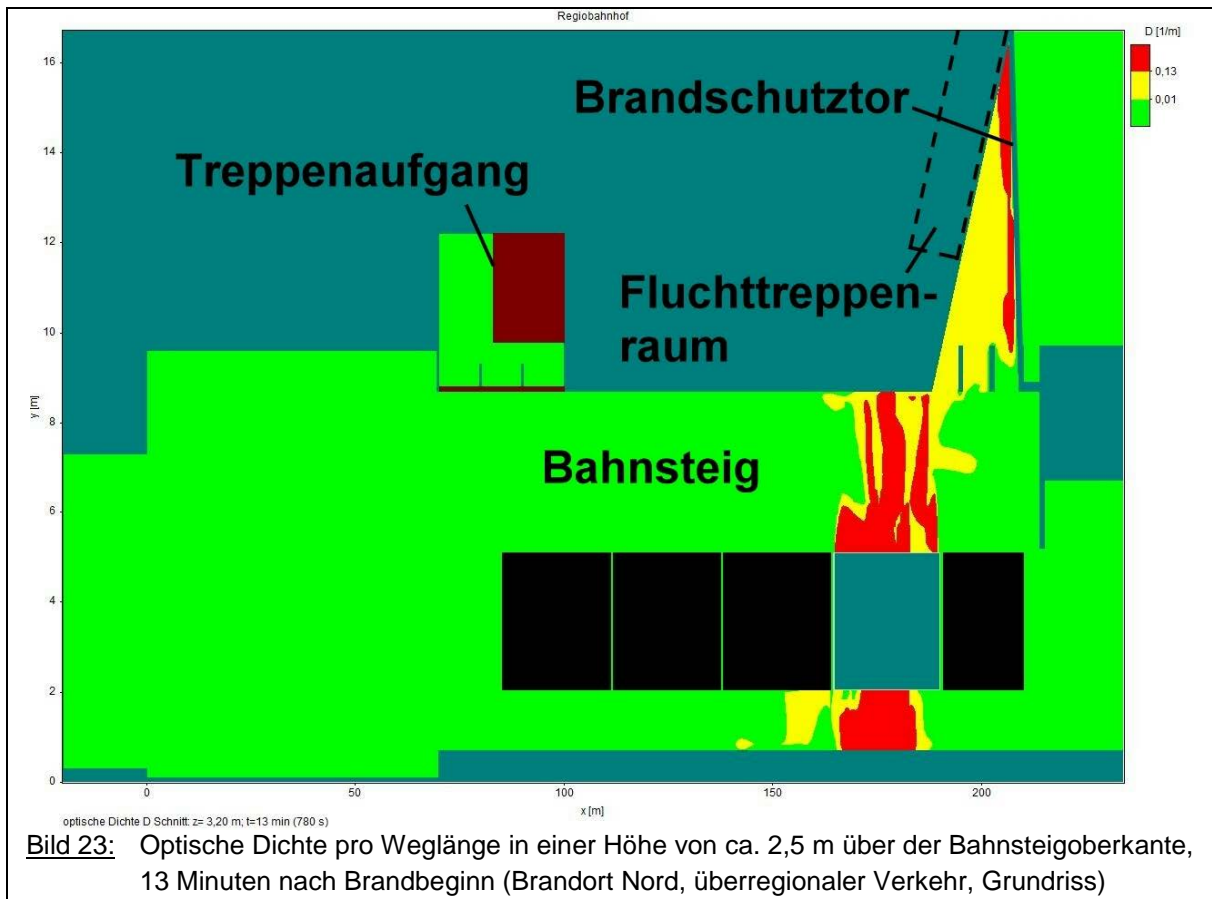 Regiobahnhof
D [1/m]
0,13
0,01
16
14
12
10
8
6
4
2
0
y [m]
Brandschutztor
Treppenaufgang
Fluchttreppen-
raum
Bahnsteig
0
50
100
150
200
x [m]
optische Dichte D Schnitt: z= 3,20 m; t=13 min (780 s)
Bild 23: Optische Dichte pro Weglänge in einer Höhe von ca. 2,5 m über der Bahnsteigoberkante,
13 Minuten nach Brandbeginn (Brandort Nord, überregionaler Verkehr, Grundriss)